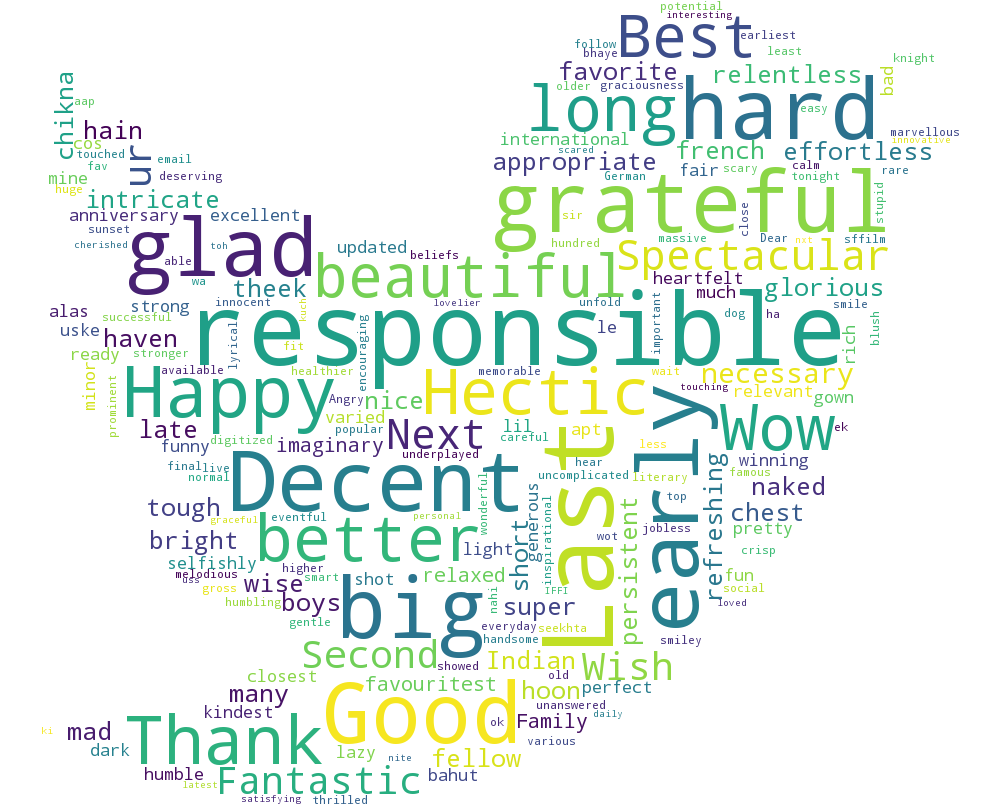 potential
interesting
Best
earliest
follow
bhaye
least
favorite
relentless
knight
bad
older
graciousness
easy
chikna
aap
long
hard
hain
ur
cos
touched
email
fav
deserving
mine
huge
international
scared
appropriate
french
effortless
marvellous
innovative
fair
scary
calm
tonight
rare
German
intricate
grateful
stupid
anniversary
excellent
sunset
cherished
able
toh
wa
glad
updated
beliefs
sir
hundred
close
massive
Dear
nxt
sffilm
Spectacular
beautiful
heartfelt
much
glorious
theek
strong
innocent
lovelier
unfold
important
dog
ha
smile
alas
successful
uske
haven
responsible
kuch
lyrical
encouraging
le
rich
blush
ready
stronger
fit
minor
prominent
available
healthier
memorable
wait
necessary
touching
relevant
gown
Happy
Angry
nice
Hectic
varied
popular
late
funny
digitized
imaginary
Next
underplayed
lil
careful
apt
less
early
Wow
ek
final
live
normal
hear
uncomplicated
literary
top
refreshing
winning
famous
naked
Decent
wonderful
Last
tough
graceful
eventful
personal
generous
inspirational
wot
persistent
jobless
chest
pretty
bright
better
light
short
crisp
selfishly
melodious
uss
higher
smart
shot
relaxed
nahi
IFFI
fun
social
gross
wise
humbling
boys
big
super
loved
gentle
everyday
seekhta
handsome
smiley
Second
showed
Indian
old
Wish
closest
favouritest
hoon
perfect
many
kindest
unanswered
ok
Family
daily
various
mad
dark
Thank
Good
lazy
nite
fellow
humble
latest
Fantastic
bahut
satisfying
thrilled